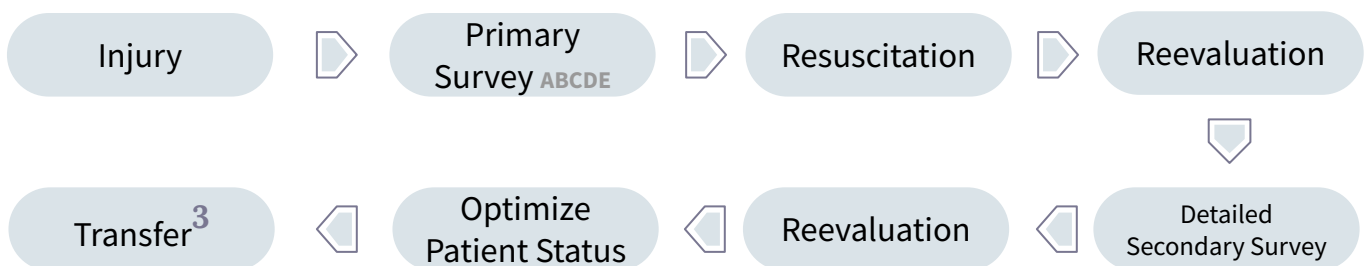 Injury
Primary
Survey ABCDE
Resuscitation
Reevaluation
Detailed
Secondary Survey
Reevaluation
Optimize
Patient Status
Transfer3